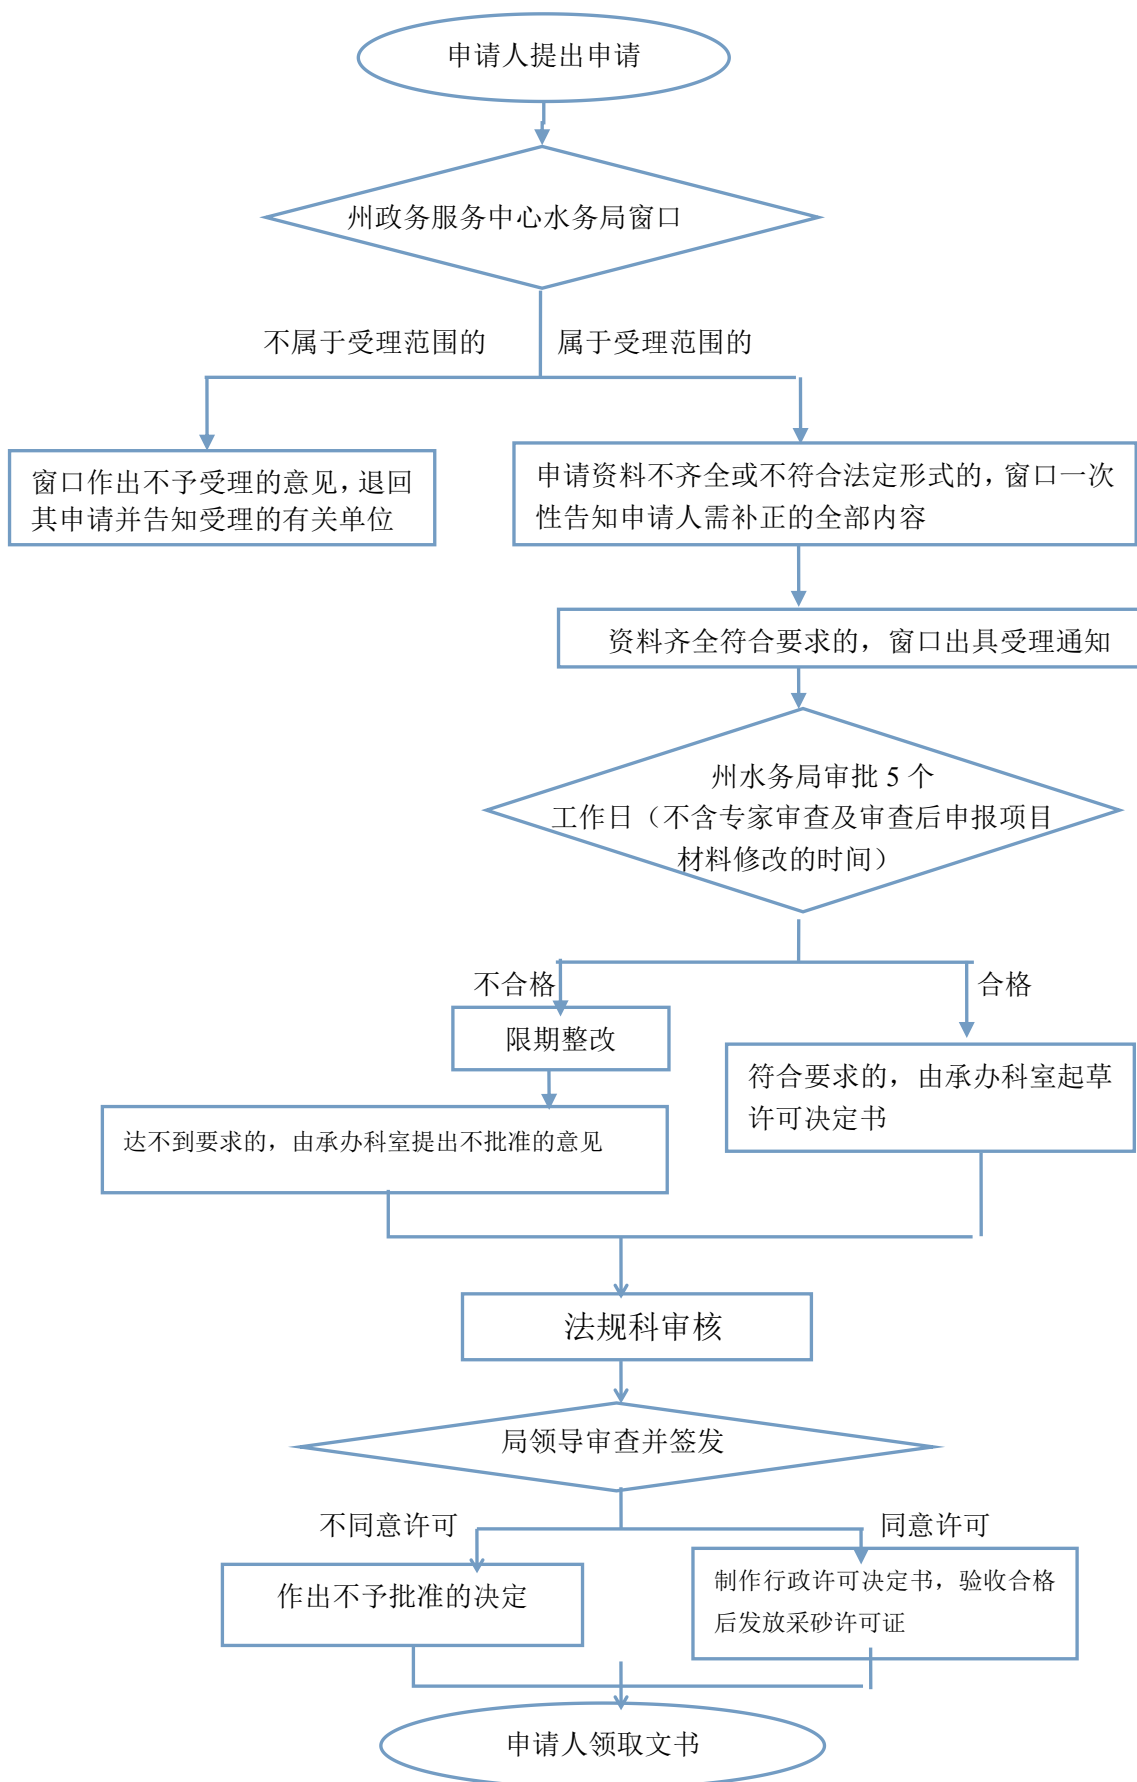 申请人提出申请
州政务服务中心水务局窗口
不属于受理范围的
属于受理范围的
窗口作出不予受理的意见，退回
其申请并告知受理的有关单位
申请资料不齐全或不符合法定形式的，窗口一次
性告知申请人需补正的全部内容
资料齐全符合要求的，窗口出具受理通知
州水务局审批 5 个
工作日（不含专家审查及审查后申报项目
材料修改的时间）
不合格
合格
限期整改
符合要求的，由承办科室起草
许可决定书
达不到要求的，由承办科室提出不批准的意见
法规科审核
局领导审查并签发
不同意许可
同意许可
作出不予批准的决定
制作行政许可决定书，验收合格
后发放采砂许可证
申请人领取文书